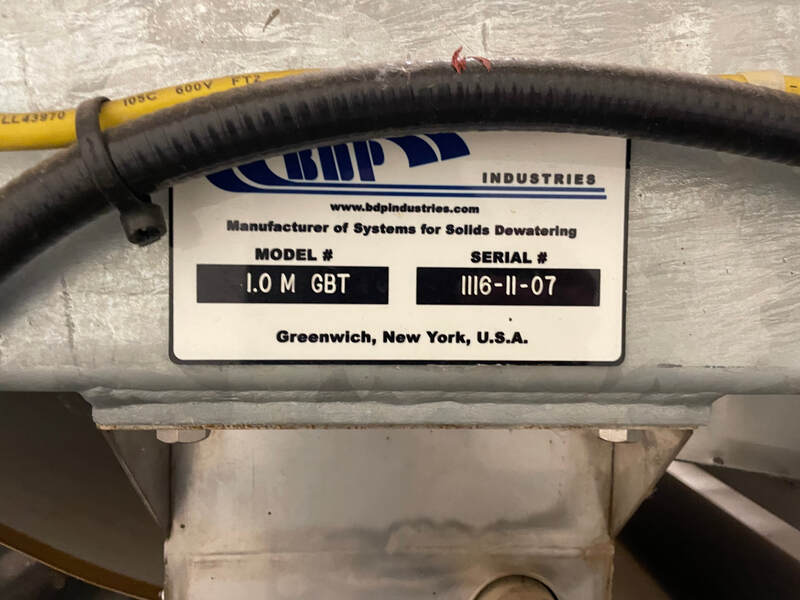 LL43970 105C 600V FT2
BDP
INDUSTRIES
www.bdpindustries.com
Manufacturer of Systems for Solids Dewatering
MODEL # SERIAL #
1.0 M GBT 1116-11-07
Greenwich, New York, U.S.A.